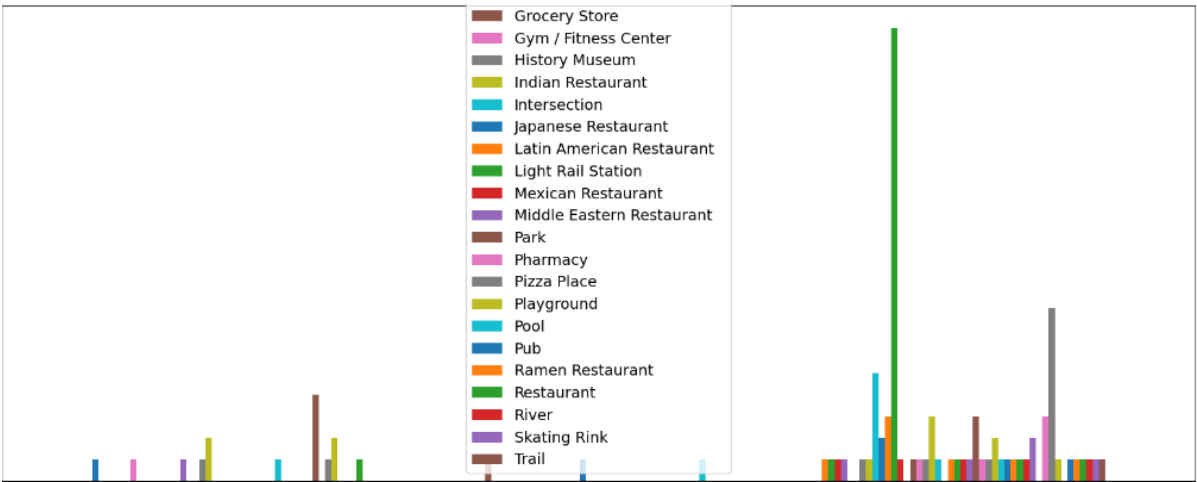 Grocery Store
Gym / Fitness Center
History Museum
Indian Restaurant
Intersection
Japanese Restaurant
Latin American Restaurant
Light Rail Station
Mexican Restaurant
Middle Eastern Restaurant
Park
Pharmacy
Pizza Place
Playground
Pool
Pub
Ramen Restaurant
Restaurant
River
Skating Rink
Trail